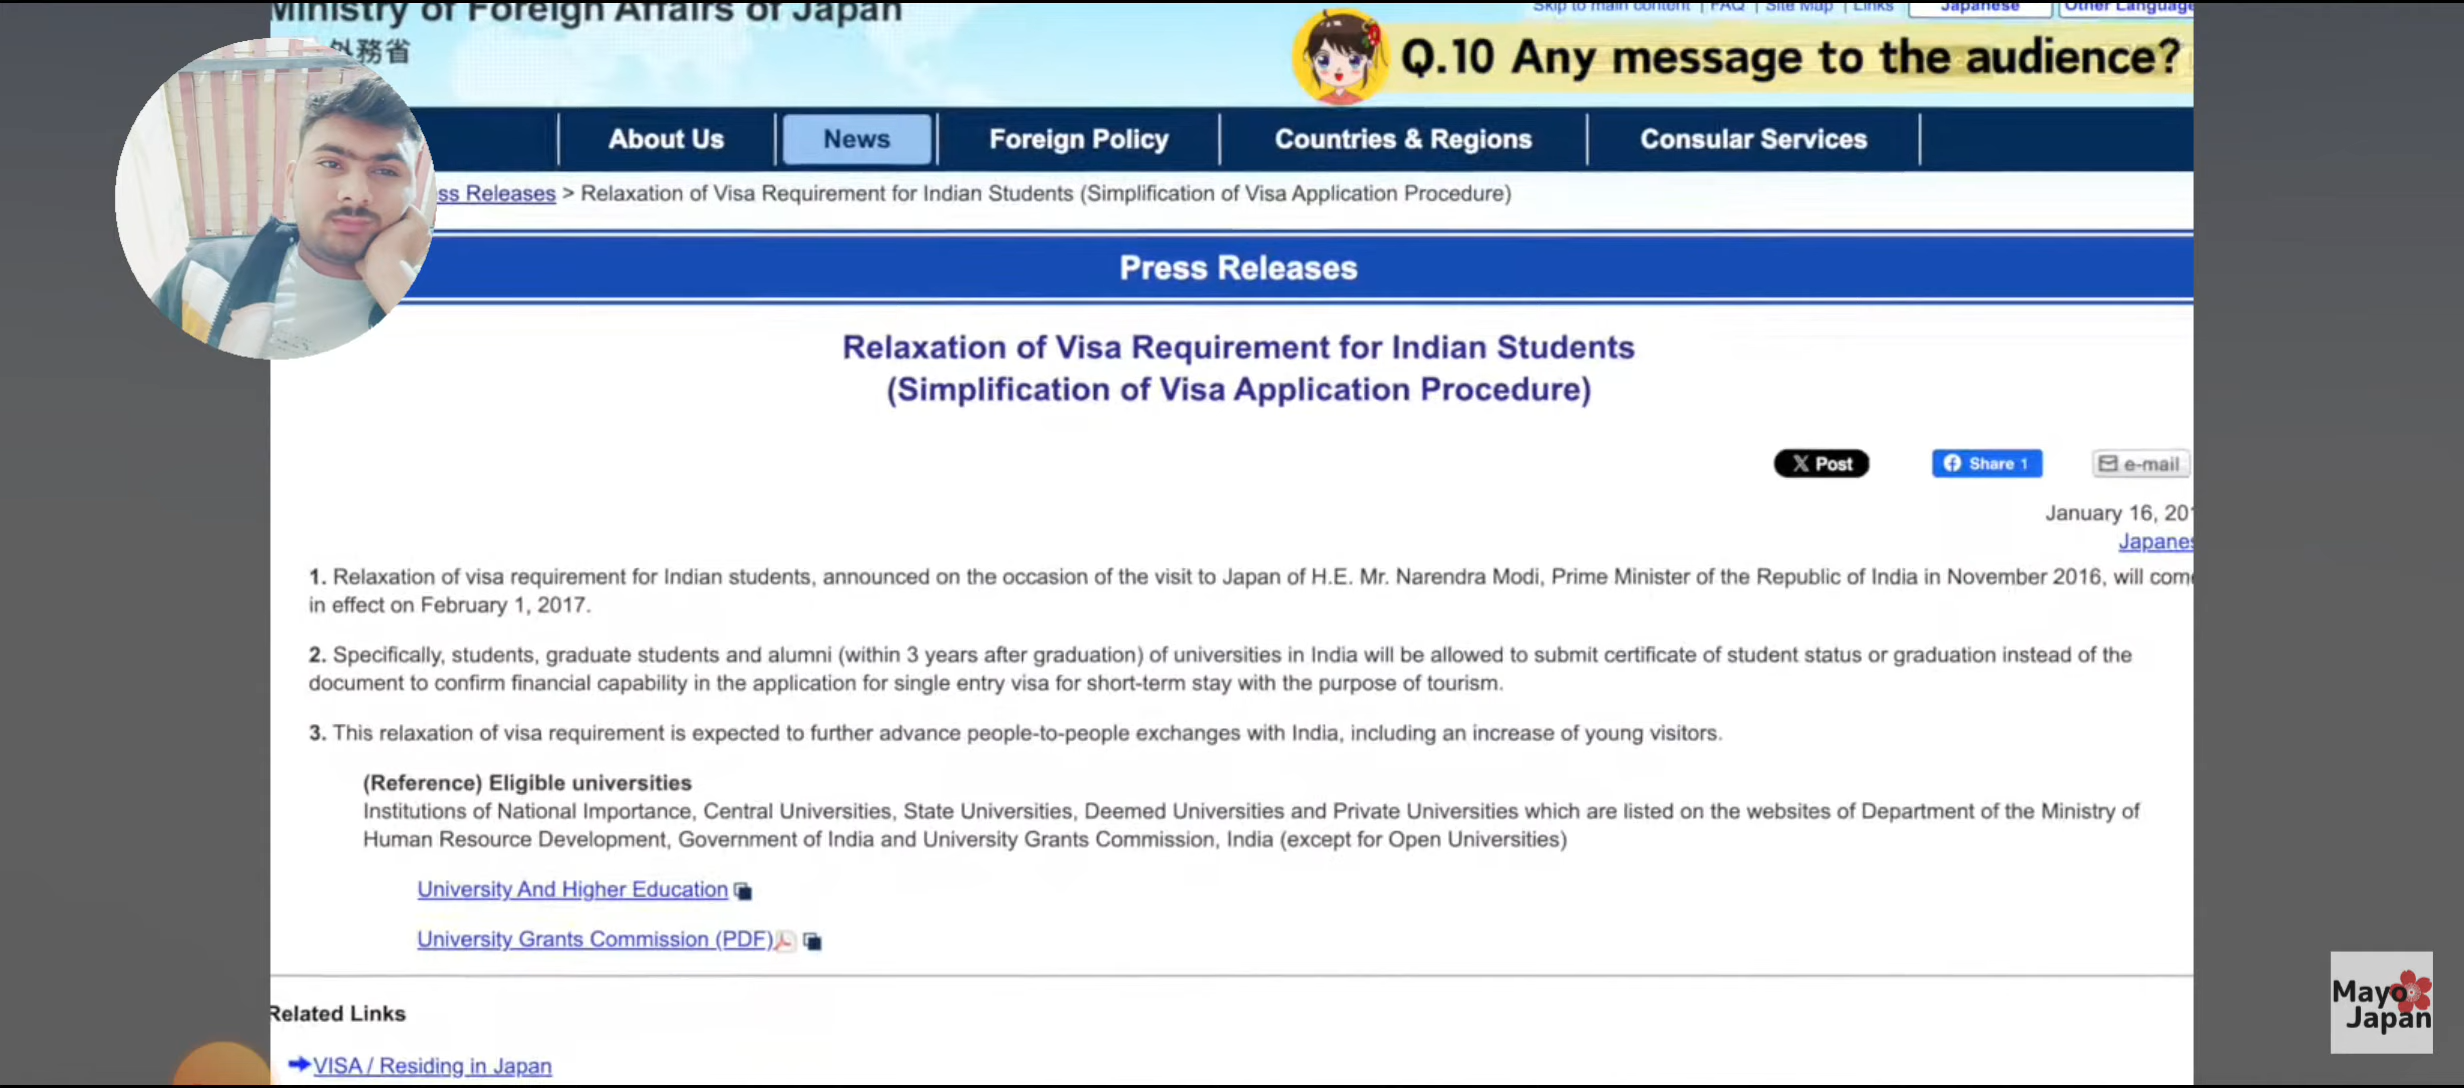 Ministry of Foreign Affairs of Japan
外務省
Skip to main content | FAQ | Site Map | Links
Japanese
Other Language
Q.10 Any message to the audience?
About Us
News
Foreign Policy
Countries & Regions
Consular Services
ss Releases > Relaxation of Visa Requirement for Indian Students (Simplification of Visa Application Procedure)
Press Releases
Relaxation of Visa Requirement for Indian Students
(Simplification of Visa Application Procedure)
X Post
Share 1
e-mail
January 16, 20
Japane
1. Relaxation of visa requirement for Indian students, announced on the occasion of the visit to Japan of H.E. Mr. Narendra Modi, Prime Minister of the Republic of India in November 2016, will com
in effect on February 1, 2017.
2. Specifically, students, graduate students and alumni (within 3 years after graduation) of universities in India will be allowed to submit certificate of student status or graduation instead of the
document to confirm financial capability in the application for single entry visa for short-term stay with the purpose of tourism.
3. This relaxation of visa requirement is expected to further advance people-to-people exchanges with India, including an increase of young visitors.
(Reference) Eligible universities
Institutions of National Importance, Central Universities, State Universities, Deemed Universities and Private Universities which are listed on the websites of Department of the Ministry of
Human Resource Development, Government of India and University Grants Commission, India (except for Open Universities)
University And Higher Education
University Grants Commission (PDF)
Related Links
VISA / Residing in Japan
Mayo
Japan